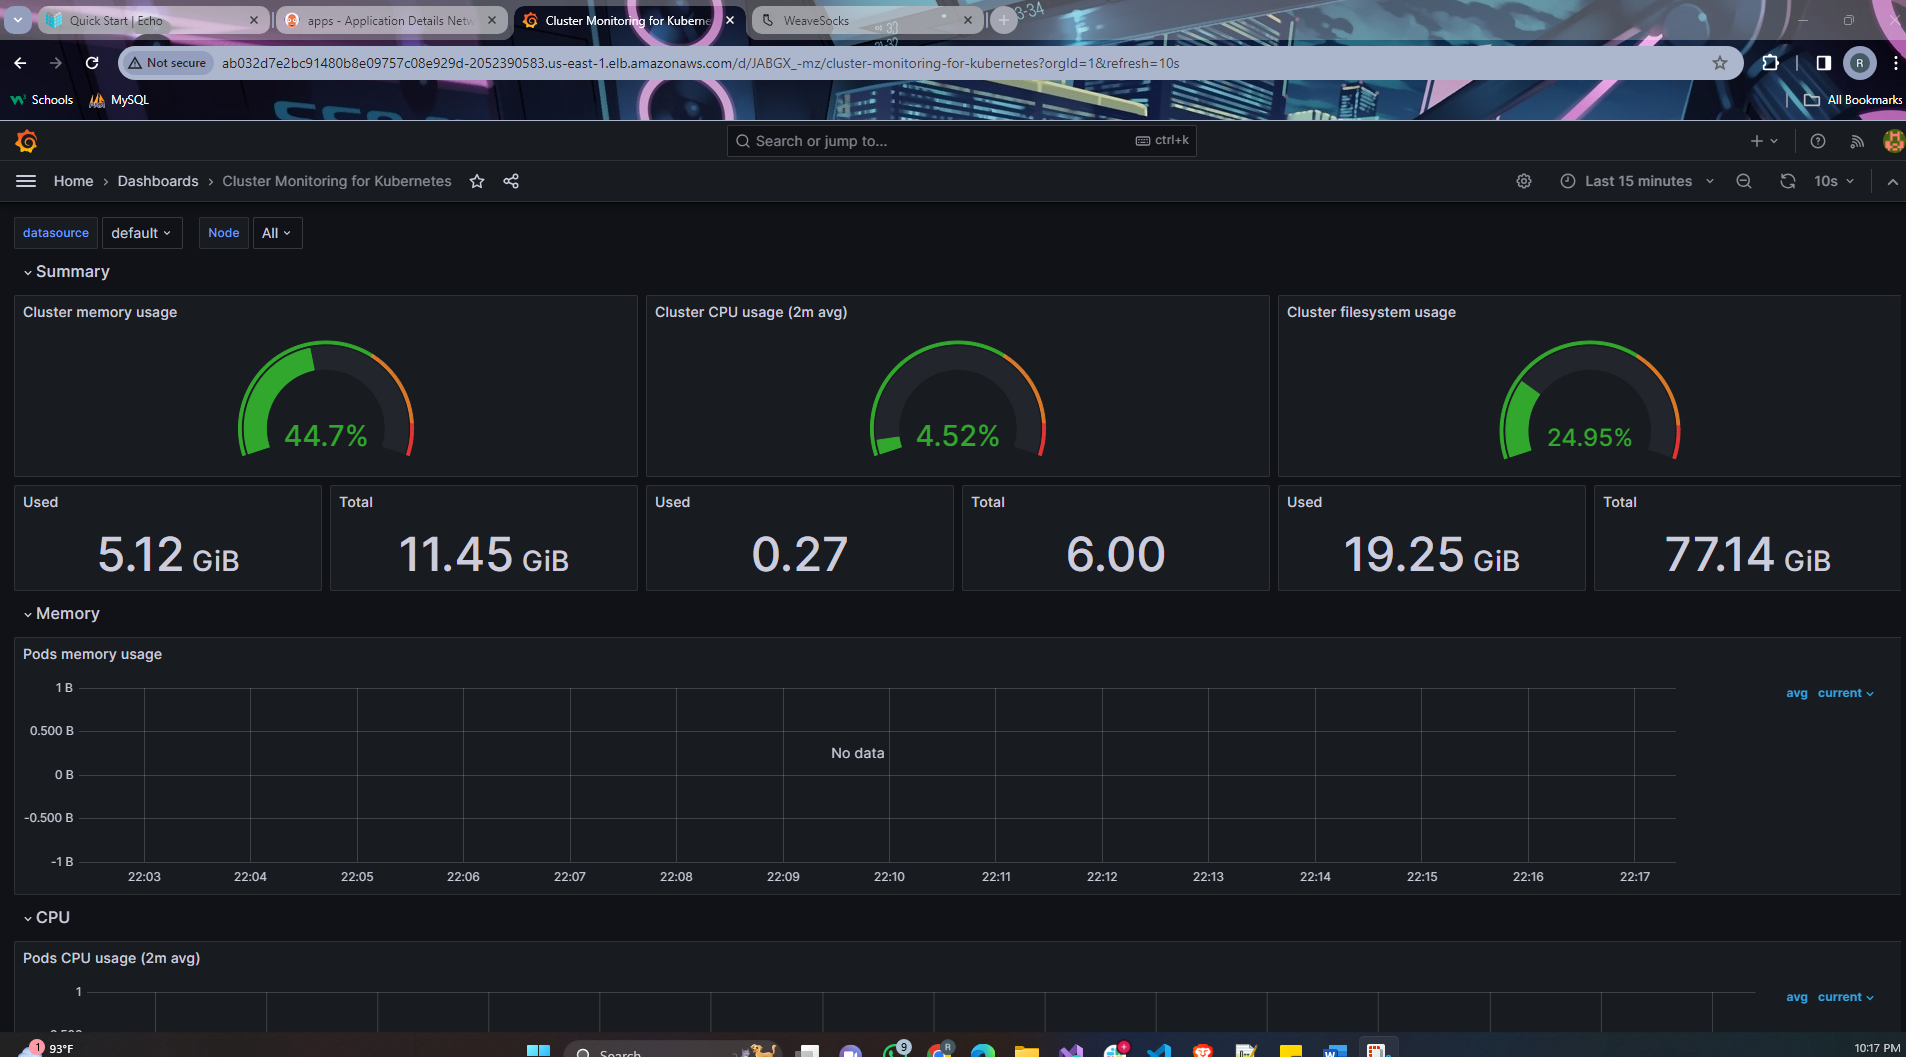 Quick Start | Echo
apps - Application Details Netw
Cluster Monitoring for Kuberne
WeaveSocks
Not secure
ab032d7e2bc91480b8e09757c08e929d-2052390583.us-east-1.elb.amazonaws.com/d/JABGX_-mz/cluster-monitoring-for-kubernetes?orgId=1&refresh=10s
R
Schools
MySQL
All Bookmarks
Search or jump to...
ctrl+k
Home › Dashboards › Cluster Monitoring for Kubernetes
Last 15 minutes
10s
datasource
default
Node
All
Summary
Cluster memory usage
44.7%
Cluster CPU usage (2m avg)
4.52%
Cluster filesystem usage
24.95%
Used
5.12 GiB
Total
11.45 GiB
Used
0.27
Total
6.00
Used
19.25 GiB
Total
77.14 GiB
Memory
Pods memory usage
1 B
0.500 B
0 B
-0.500 B
-1 B
No data
avg current
22:03 22:04 22:05 22:06 22:07 22:08 22:09 22:10 22:11 22:12 22:13 22:14 22:15 22:16 22:17
CPU
Pods CPU usage (2m avg)
1
avg current
1
93°F
Search
9
R
10:17 PM